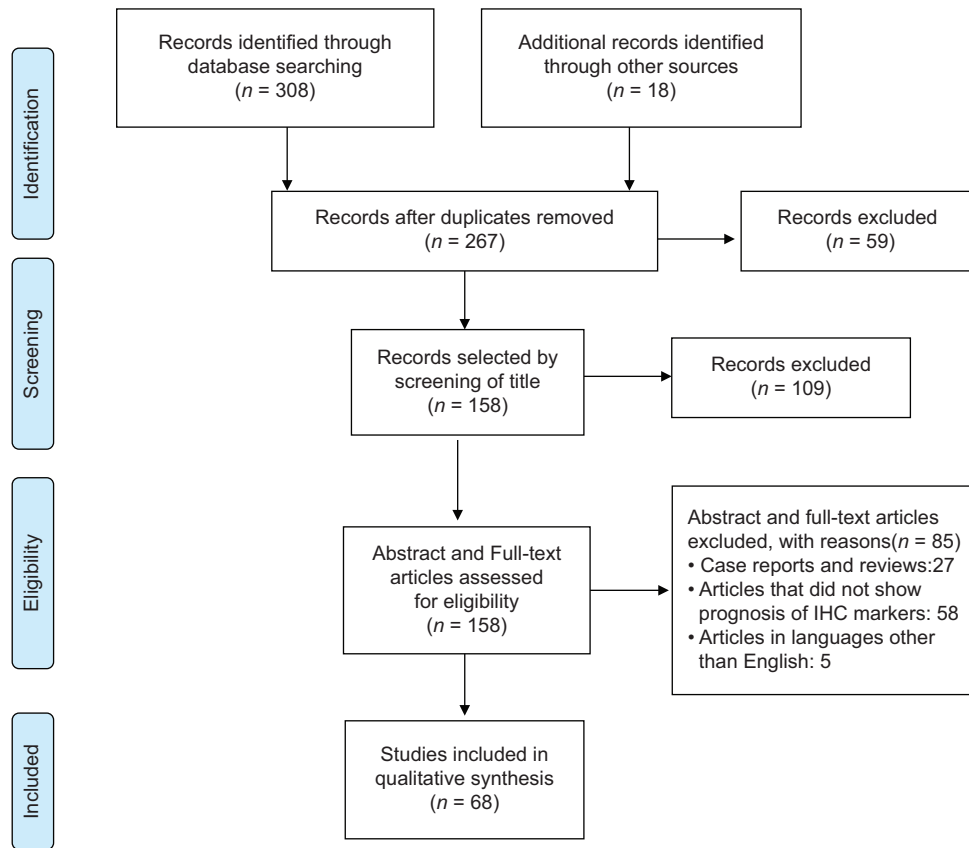 Identification
Records identified through
database searching
(n = 308)
Additional records identified
through other sources
(n = 18)
Records after duplicates removed
(n = 267)
Records excluded
(n = 59)
Screening
Records selected by
screening of title
(n = 158)
Records excluded
(n = 109)
Eligibility
Abstract and Full-text
articles assessed
for eligibility
(n = 158)
Abstract and full-text articles
excluded, with reasons(n = 85)
• Case reports and reviews:27
• Articles that did not show
prognosis of IHC markers: 58
• Articles in languages other
than English: 5
Included
Studies included in
qualitative synthesis
(n = 68)